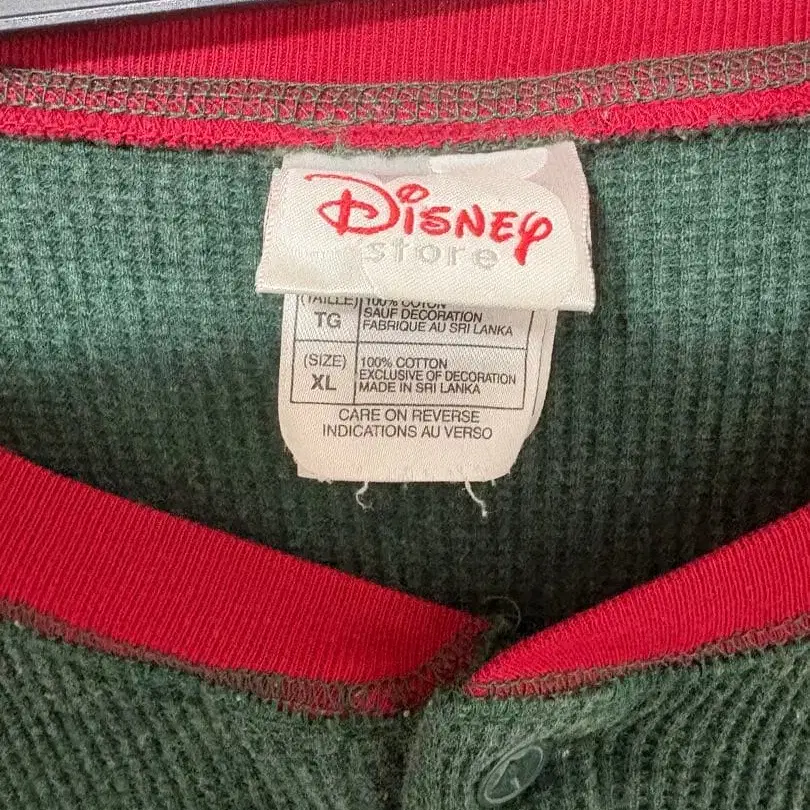 Disney
store
(TAILLE) 100% COTON
TG SAUF DECORATION
FABRIQUE AU SRI LANKA
(SIZE) 100% COTTON
XL EXCLUSIVE OF DECORATION
MADE IN SRI LANKA
CARE ON REVERSE
INDICATIONS AU VERSO